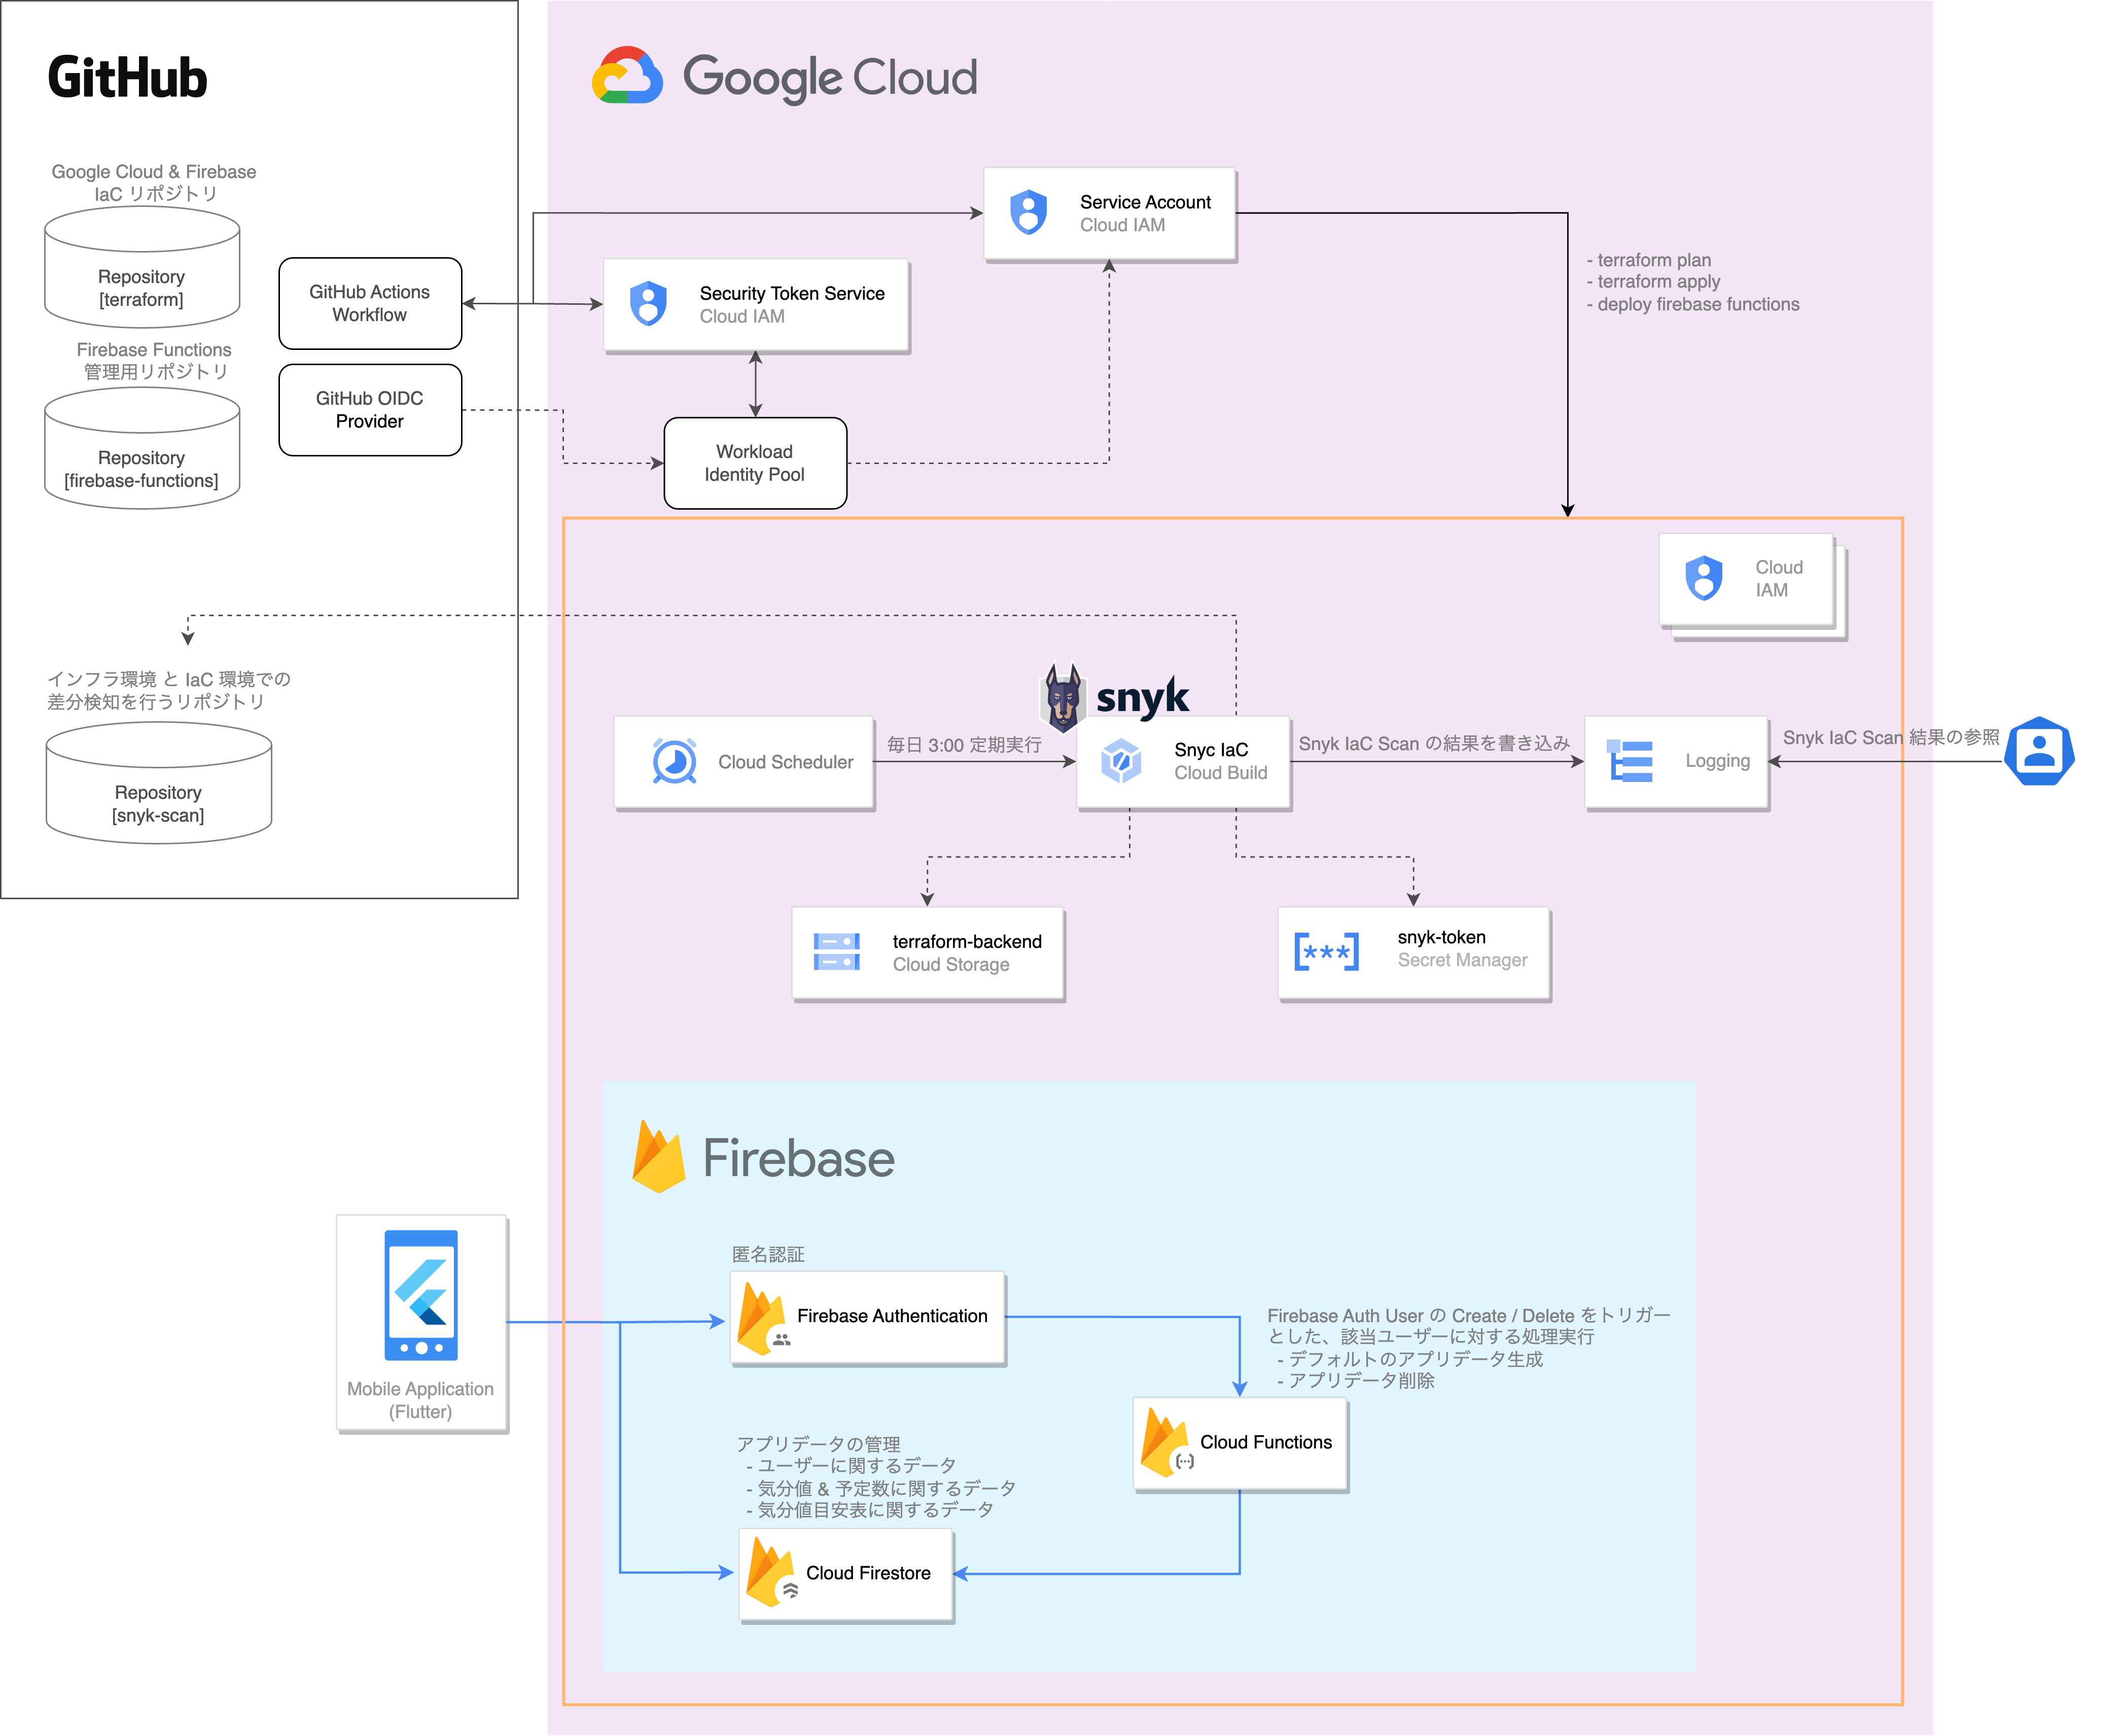 GitHub
Google Cloud
Google Cloud & Firebase
IaC リポジトリ
Repository
[terraform]
GitHub Actions
Workflow
Firebase Functions
管理用リポジトリ
Repository
[firebase-functions]
GitHub OIDC
Provider
Service Account
Cloud IAM
Security Token Service
Cloud IAM
Workload
Identity Pool
- terraform plan
- terraform apply
- deploy firebase functions
Cloud
IAM
インフラ環境 と IaC 環境での
差分検知を行うリポジトリ
Repository
[snyk-scan]
snyk
Cloud Scheduler
毎日 3:00 定期実行
Snyc IaC
Cloud Build
Snyk IaC Scan の結果を書き込み
Logging
Snyk IaC Scan 結果の参照
terraform-backend
Cloud Storage
[***]
snyk-token
Secret Manager
Firebase
Mobile Application
(Flutter)
匿名認証
Firebase Authentication
Firebase Auth User の Create / Delete をトリガー
とした、該当ユーザーに対する処理実行
- デフォルトのアプリデータ生成
- アプリデータ削除
Cloud Functions
アプリデータの管理
- ユーザーに関するデータ
- 気分値 & 予定数に関するデータ
- 気分値目安表に関するデータ
Cloud Firestore